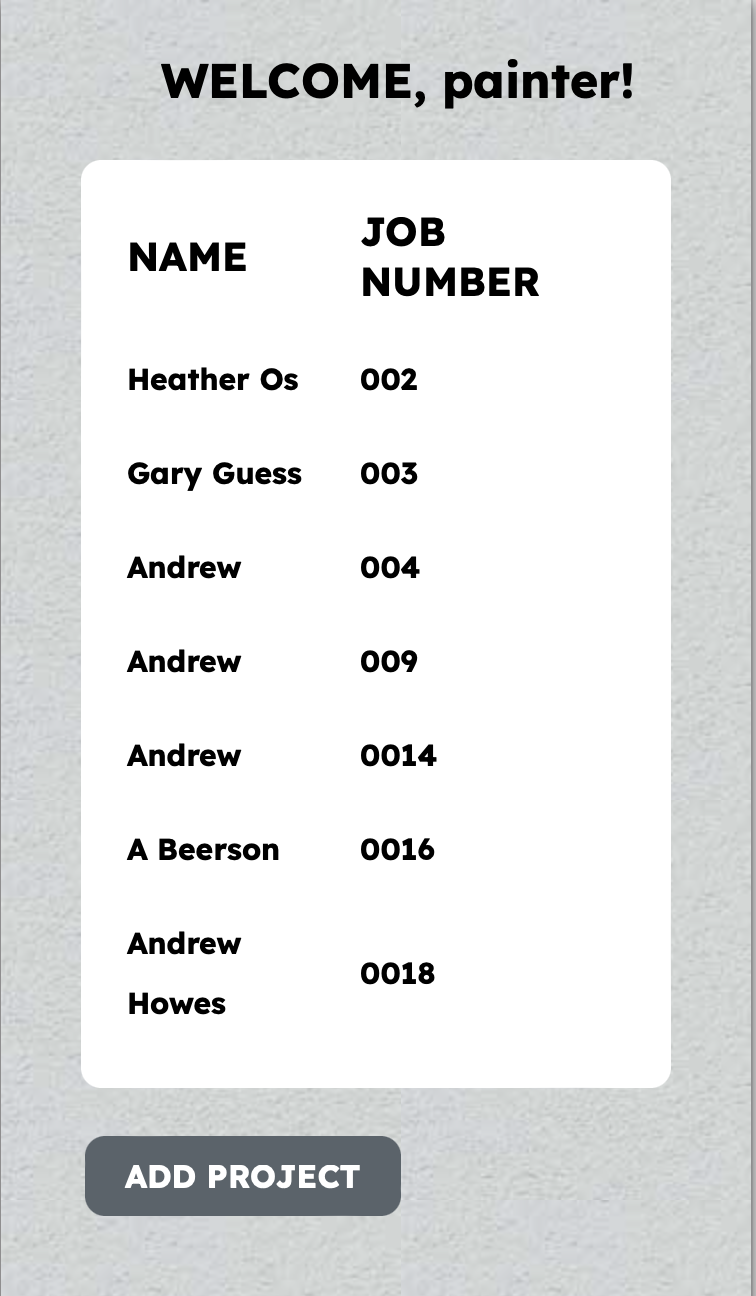 WELCOME, painter!
NAME
JOB
NUMBER
Heather Os 002
Gary Guess 003
Andrew 004
Andrew 009
Andrew 0014
A Beerson 0016
Andrew
Howes
0018
ADD PROJECT